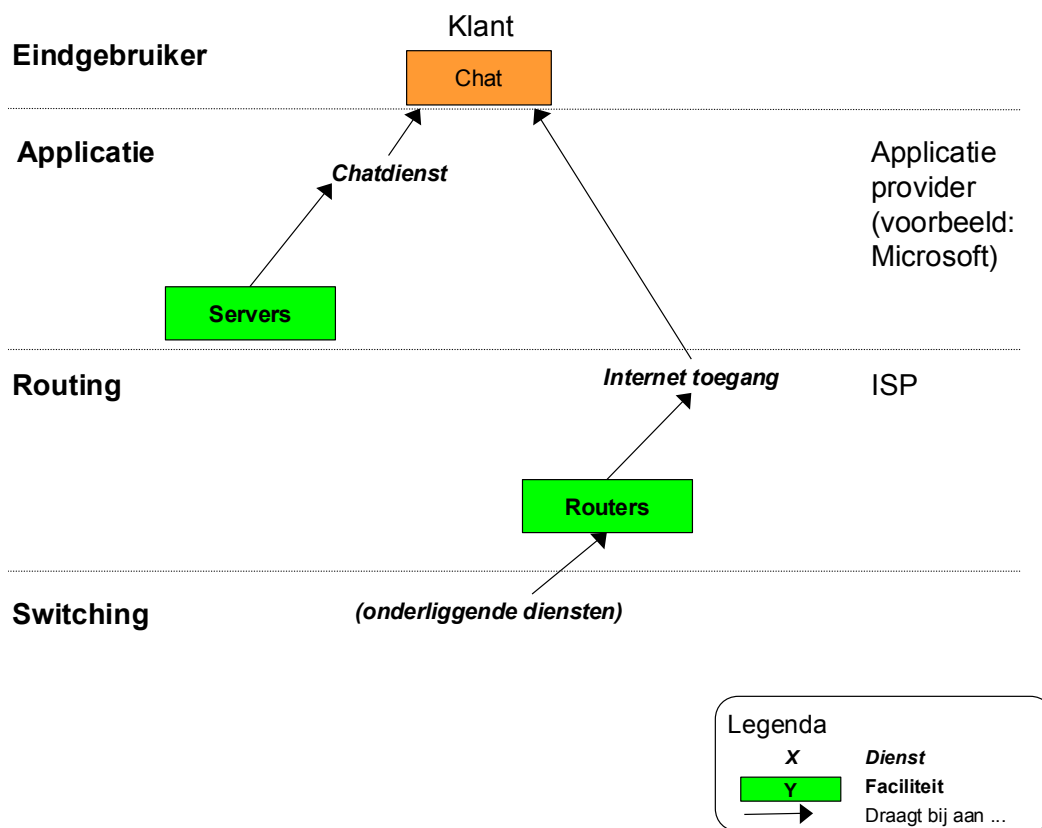 Klant
Eindgebruiker
Chat
Applicatie
Chatdienst
Applicatie
provider
(voorbeeld:
Microsoft)
Servers
Routing
Internet toegang
ISP
Routers
Switching
(onderliggende diensten)
Legenda
X Dienst
Y Faciliteit
Draagt bij aan ...